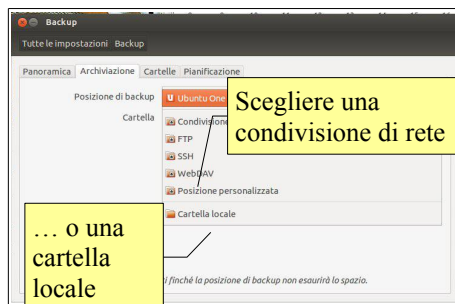 Backup
Tutte le impostazioni Backup
Panoramica Archiviazione Cartelle Pianificazione
Posizione di backup Ubuntu One
Cartella
Condivisione
FTP
SSH
WebDAV
Posizione personalizzata
Cartella locale
Scegliere una
condivisione di rete
… o una
cartella
locale
finché la posizione di backup non esaurirà lo spazio.